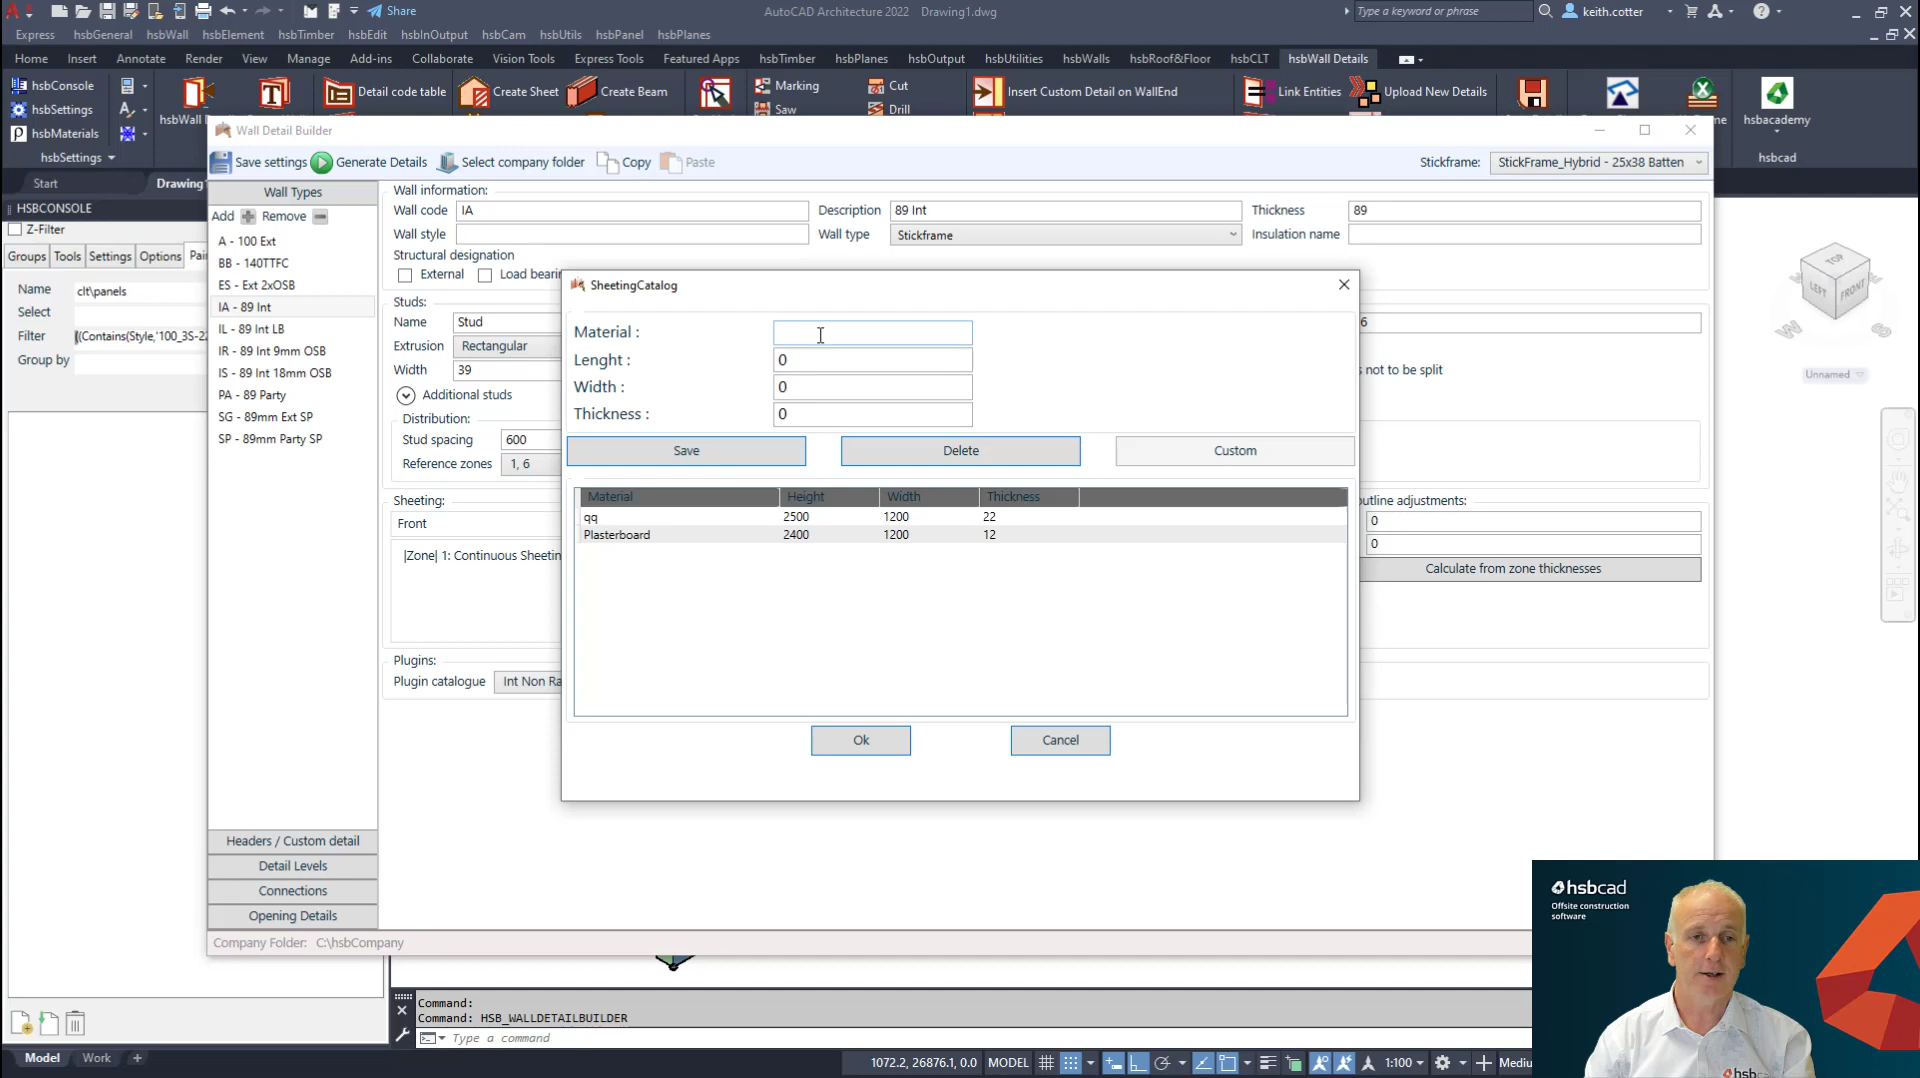 AutoCAD Architecture 2022 Drawing1.dwg
Share
Type a keyword or phrase
keith.cotter
Express hsbGeneral hsbWall hsbElement hsbTimber hsbEdit hsbInOutput hsbCam hsbUtils hsbPanel hsbPlanes
Home Insert Annotate Render View Manage Add-ins Collaborate Vision Tools Express Tools Featured Apps hsbTimber hsbPlanes hsbOutput hsbUtilities hsbWalls hsbRoof&Floor hsbCLT hsbWall Details
hsbConsole
hsbSettings
hsbMaterials
hsbSettings
Detail code table
Create Sheet
Create Beam
Marking
Saw
Cut
Drill
Insert Custom Detail on WallEnd
Link Entities
Upload New Details
hsbacademy
hsbcad
Start
HSBCONSOLE
Z-Filter
Groups Tools Settings Options
Name clt\panels
Select
Filter
Group by
Wall Detail Builder
Save settings Generate Details Select company folder Copy Paste
Stickframe: StickFrame_Hybrid - 25x38 Batten
Wall Types
Add Remove
A - 100 Ext
BB - 140TTFC
ES - Ext 2xOSB
IA - 89 Int
IL - 89 Int LB
IR - 89 Int 9mm OSB
IS - 89 Int 18mm OSB
PA - 89 Party
SG - 89mm Ext SP
SP - 89mm Party SP
Headers / Custom detail
Detail Levels
Connections
Opening Details
Company Folder: C:\hsbCompany
Wall information:
Wall code IA Description 89 Int Thickness 89
Wall style Wall type Stickframe Insulation name
Structural designation
External Load
Studs:
Name Stud
Extrusion Rectangular
Width 39
Additional studs
Distribution:
Stud spacing 600
Reference zones 1, 6
Sheeting:
Front
|Zone| 1: Continuous
Plugins:
Plugin catalogue Int Non
6
not to be split
adjustments:
0
0
Calculate from zone thicknesses
SheetingCatalog
Material :
Lenght : 0
Width : 0
Thickness : 0
Save Delete Custom
Material Height Width Thickness
qq 2500 1200 22
Plasterboard 2400 1200 12
Ok Cancel
TOP
LEFT
FRONT
W
S
Unnamed
Command:
Command: HSB_WALLDETAILBUILDER
Type a command
Model Work +
1072.2, 26876.1, 0.0 MODEL
1:100
hsbcad
Offsite construction
software